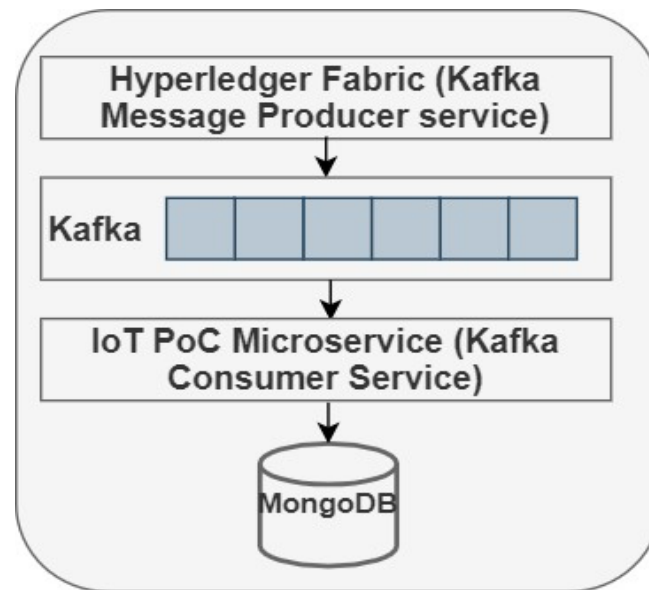 Hyperledger Fabric (Kafka
Message Producer service)
Kafka
IoT PoC Microservice (Kafka
Consumer Service)
MongoDB